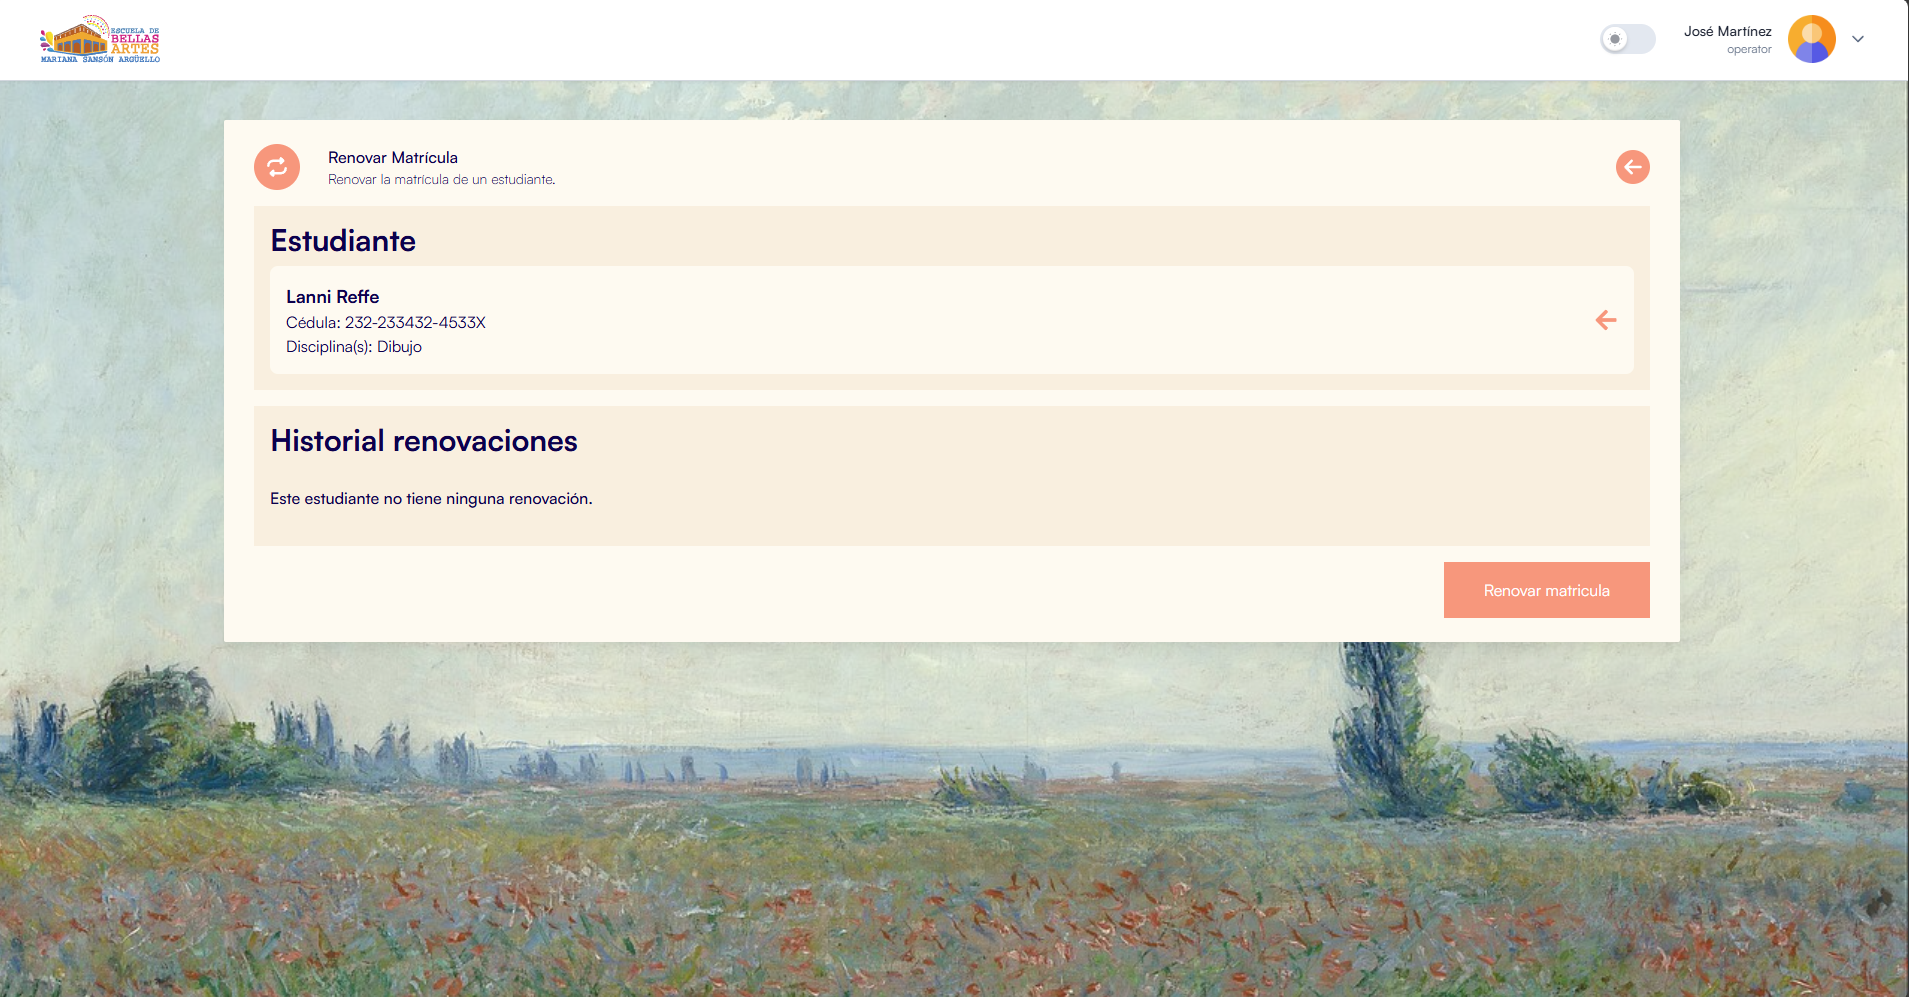 ESCUELA DE
BELLAS
ARTES
MARIANA SANSÓN ARGÜELLO
José Martínez
operator
Renovar Matrícula
Renovar la matrícula de un estudiante.
Estudiante
Lanni Reffe
Cédula: 232-233432-4533X
Disciplina(s): Dibujo
Historial renovaciones
Este estudiante no tiene ninguna renovación.
Renovar matricula